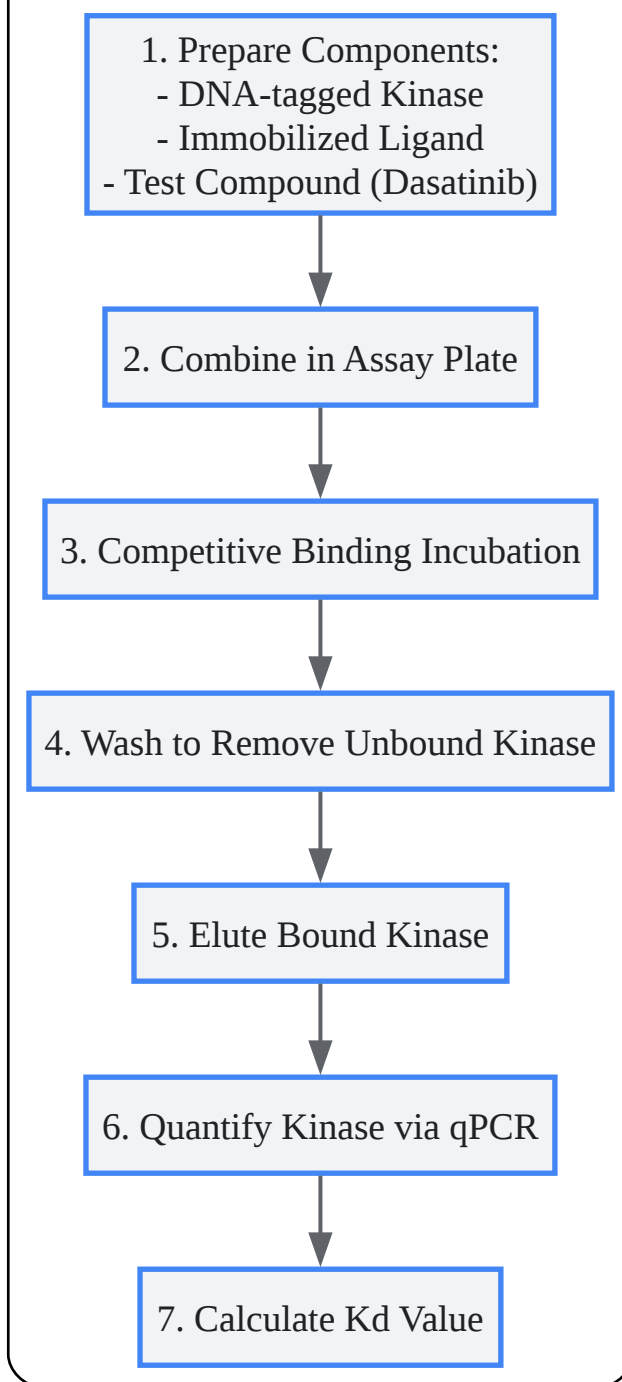 1. Prepare Components:
- DNA-tagged Kinase
- Immobilized Ligand
- Test Compound (Dasatinib)
2. Combine in Assay Plate
3. Competitive Binding Incubation
4. Wash to Remove Unbound Kinase
5. Elute Bound Kinase
6. Quantify Kinase via qPCR
7. Calculate Kd Value